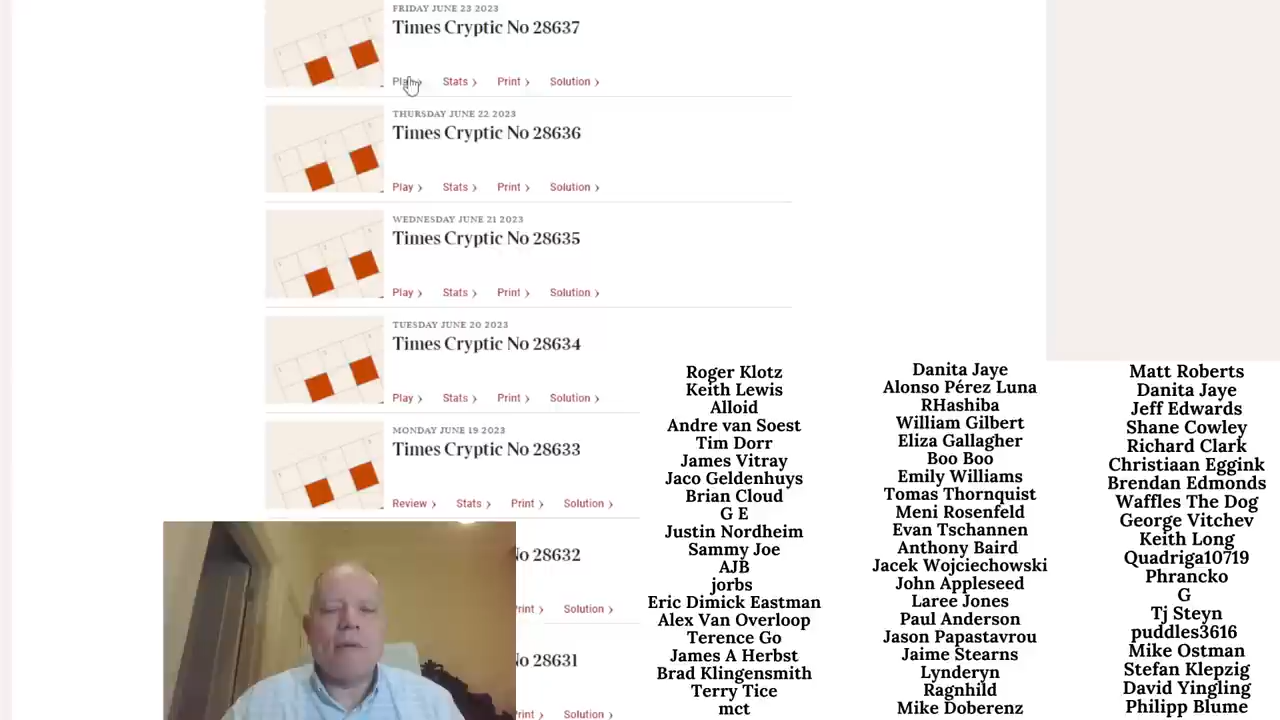 FRIDAY JUNE 23 2023
Times Cryptic No 28637
Play
Stats
Print
Solution
THURSDAY JUNE 22 2023
Times Cryptic No 28636
Play
Stats
Print
Solution
WEDNESDAY JUNE 21 2023
Times Cryptic No 28635
Play
Stats
Print
Solution
TUESDAY JUNE 20 2023
Times Cryptic No 28634
Play
Stats
Print
Solution
MONDAY JUNE 19 2023
Times Cryptic No 28633
Review
Stats
Print
Solution
No 28632
Solution
No 28631
Solution
Roger Klotz
Keith Lewis
Alloid
Andre van Soest
Tim Dorr
James Vitray
Jaco Geldenhuys
Brian Cloud
G E
Justin Nordheim
Sammy Joe
AJB
jorbs
Eric Dimick Eastman
Alex Van Overloop
Terence Go
James A Herbst
Brad Klingensmith
Terry Tice
mct
Danita Jaye
Alonso Pérez Luna
RHashiba
William Gilbert
Eliza Gallagher
Boo Boo
Emily Williams
Tomas Thornquist
Meni Rosenfeld
Evan Tschannen
Anthony Baird
Jacek Wojciechowski
John Appleseed
Laree Jones
Paul Anderson
Jason Papastavrou
Jaime Stearns
Lynderyn
Ragnhild
Mike Doberenz
Matt Roberts
Danita Jaye
Jeff Edwards
Shane Cowley
Richard Clark
Christiaan Eggink
Brendan Edmonds
Waffles The Dog
George Vitchev
Keith Long
Quadriga10719
Phrancko
G
Tj Steyn
puddles3616
Mike Ostman
Stefan Klepzig
David Yingling
Philipp Blume